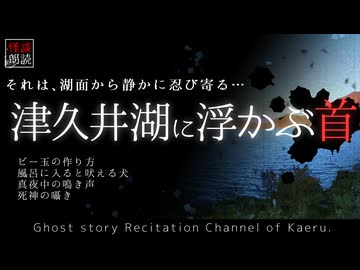 怪談
朗読
それは、湖面から静かに忍び寄る…
津久井湖に浮かぶ首
ビー玉の作り方
風呂に入ると吠える犬
真夜中の鳴き声
死神の囁き
Ghost story Recitation Channel of Kaeru.